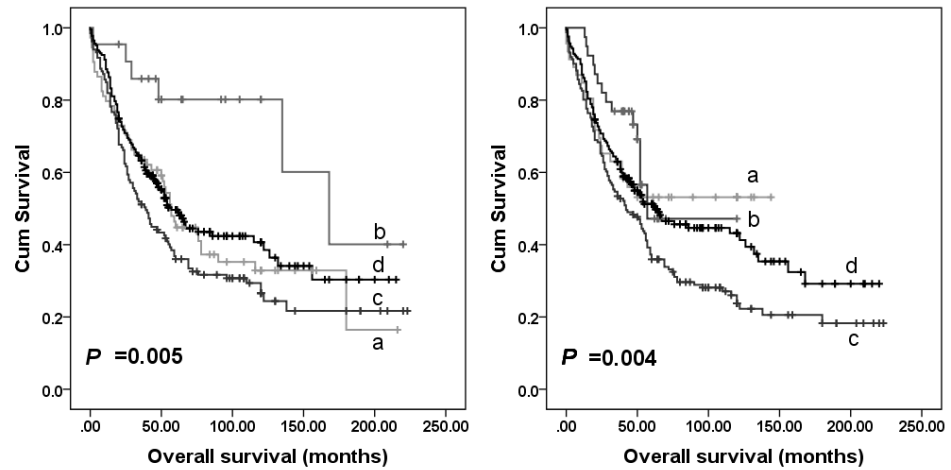 Cum Survival
1.0
0.8
0.6
0.4
0.2
0.0
b
d
c
a
P =0.005
.00 50.00 100.00 150.00 200.00 250.00
Overall survival (months)
Cum Survival
1.0
0.8
0.6
0.4
0.2
0.0
a
b
d
c
P =0.004
.00 50.00 100.00 150.00 200.00 250.00
Overall survival (months)